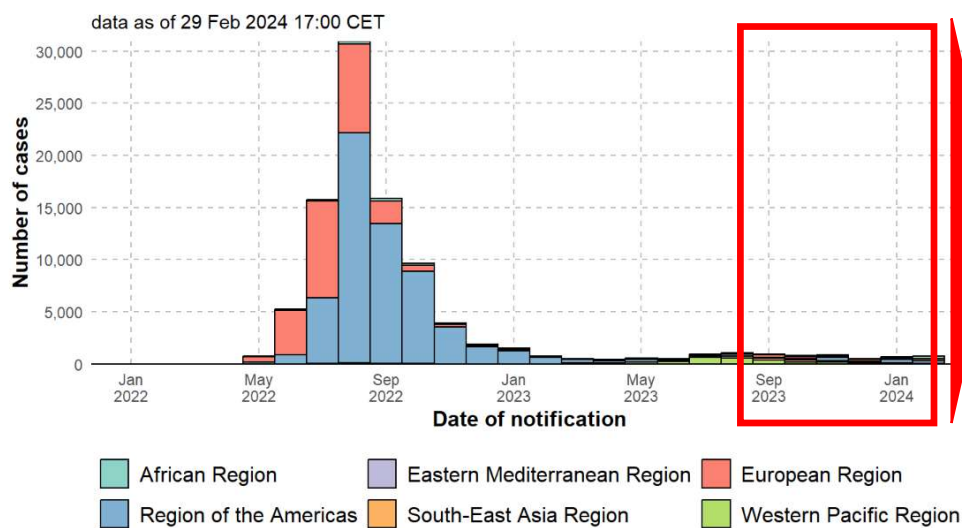 data as of 29 Feb 2024 17:00 CET
30,000
25,000
20,000
15,000
10,000
5,000
0
Number of cases
Jan
2022
May
2022
Sep
2022
Jan
2023
May
2023
Sep
2023
Jan
2024
Date of notification
African Region
Eastern Mediterranean Region
European Region
Region of the Americas
South-East Asia Region
Western Pacific Region